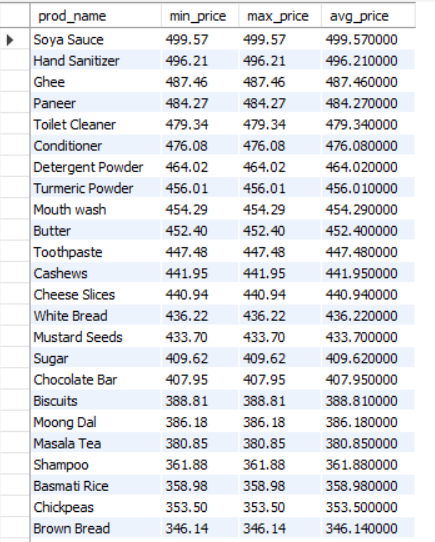 prod_name min_price max_price avg_price
Soya Sauce 499.57 499.57 499.570000
Hand Sanitizer 496.21 496.21 496.210000
Ghee 487.46 487.46 487.460000
Paneer 484.27 484.27 484.270000
Toilet Cleaner 479.34 479.34 479.340000
Conditioner 476.08 476.08 476.080000
Detergent Powder 464.02 464.02 464.020000
Turmeric Powder 456.01 456.01 456.010000
Mouth wash 454.29 454.29 454.290000
Butter 452.40 452.40 452.400000
Toothpaste 447.48 447.48 447.480000
Cashews 441.95 441.95 441.950000
Cheese Slices 440.94 440.94 440.940000
White Bread 436.22 436.22 436.220000
Mustard Seeds 433.70 433.70 433.700000
Sugar 409.62 409.62 409.620000
Chocolate Bar 407.95 407.95 407.950000
Biscuits 388.81 388.81 388.810000
Moong Dal 386.18 386.18 386.180000
Masala Tea 380.85 380.85 380.850000
Shampoo 361.88 361.88 361.880000
Basmati Rice 358.98 358.98 358.980000
Chickpeas 353.50 353.50 353.500000
Brown Bread 346.14 346.14 346.140000